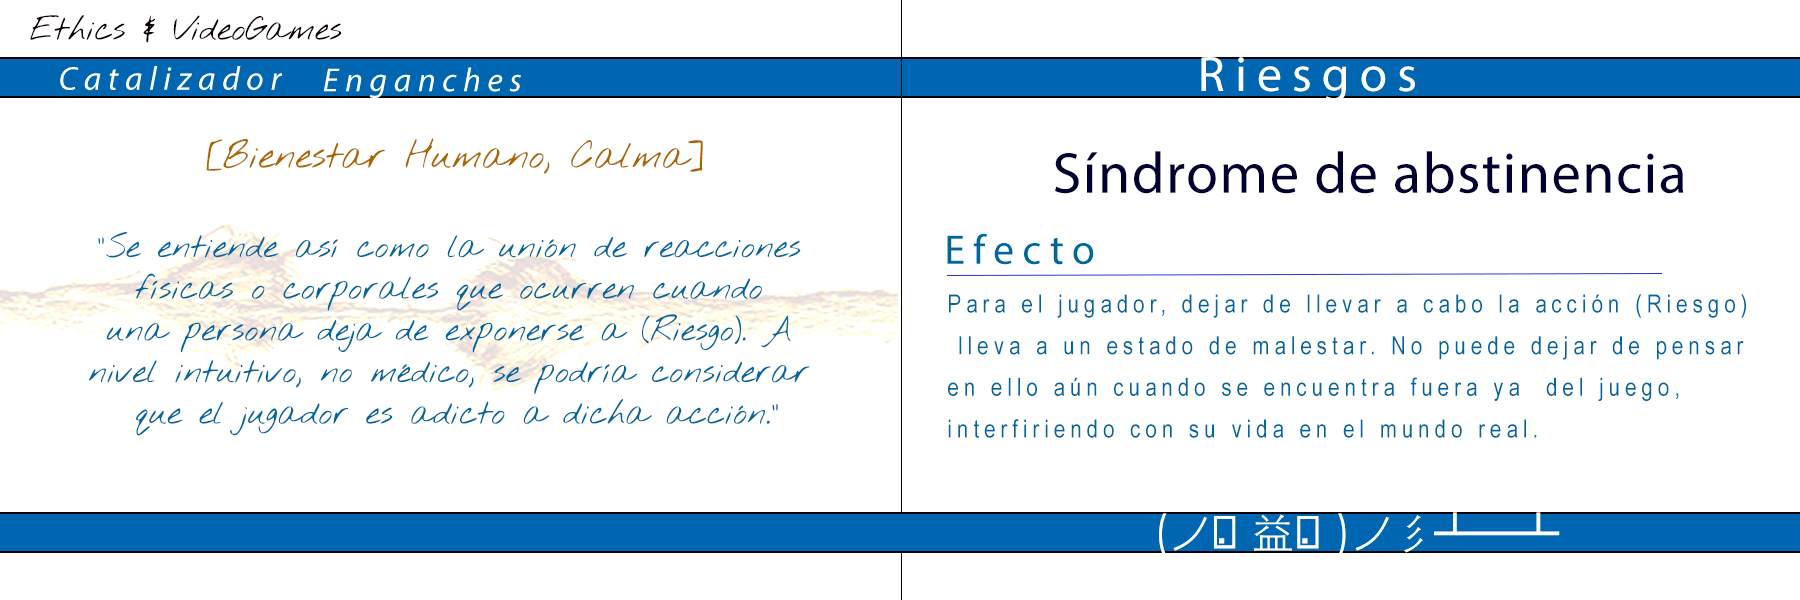 Ethics & VideoGames
Catalizador Enganches
[Bienestar Humano, Calma]
"Se entiende así como la unión de reacciones
físicas o corporales que ocurren cuando
una persona deja de exponerse a (Riesgo). A
nivel intuitivo, no médico, se podría considerar
que el jugador es adicto a dicha acción."
Riesgos
Síndrome de abstinencia
Efecto
Para el jugador, dejar de llevar a cabo la acción (Riesgo)
lleva a un estado de malestar. No puede dejar de pensar
en ello aún cuando se encuentra fuera ya del juego,
interfiriendo con su vida en el mundo real.
(ノ 益 )ノ彡┻━┻